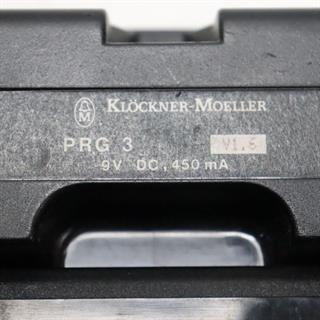 KLÖCKNER-MOELLER
PRG 3 V1.6
9V DC, 450 mA